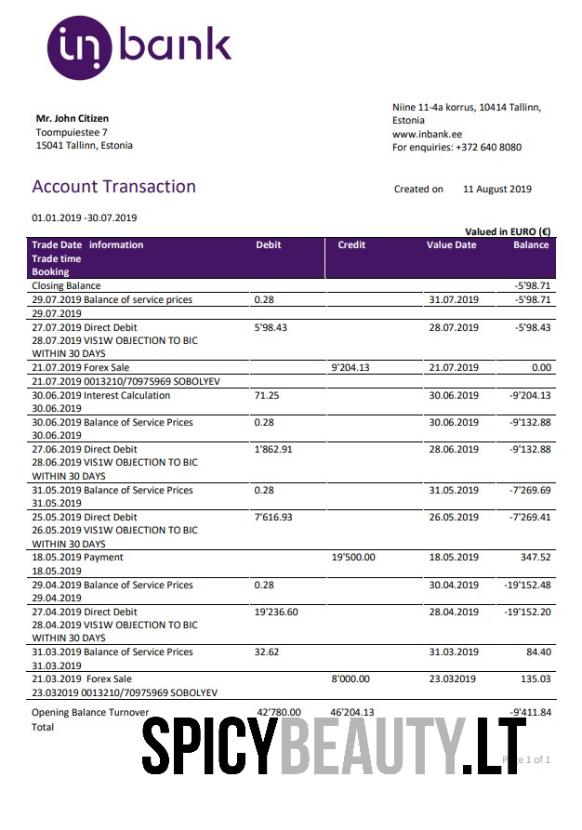 in bank
Niine 11-4a korrus, 10414 Tallinn,
Estonia
www.inbank.ee
For enquiries: +372 640 8080
Mr. John Citizen
Toompuiestee 7
15041 Tallinn, Estonia
Account Transaction
Created on 11 August 2019
01.01.2019 -30.07.2019
Valued in EURO (€)
Trade Date information Debit Credit Value Date Balance
Trade time
Booking
Closing Balance -5'98.71
29.07.2019 Balance of service prices 0.28 31.07.2019 -5'98.71
29.07.2019
27.07.2019 Direct Debit 5'98.43 28.07.2019 -5'98.43
28.07.2019 VIS1W OBJECTION TO BIC
WITHIN 30 DAYS
21.07.2019 Forex Sale 9'204.13 21.07.2019 0.00
21.07.2019 0013210/70975969 SOBOLYEV
30.06.2019 Interest Calculation 71.25 30.06.2019 -9'204.13
30.06.2019
30.06.2019 Balance of Service Prices 0.28 30.06.2019 -9'132.88
30.06.2019
27.06.2019 Direct Debit 1'862.91 28.06.2019 -9'132.88
28.06.2019 VIS1W OBJECTION TO BIC
WITHIN 30 DAYS
31.05.2019 Balance of Service Prices 0.28 31.05.2019 -7'269.69
31.05.2019
25.05.2019 Direct Debit 7'616.93 26.05.2019 -7'269.41
26.05.2019 VIS1W OBJECTION TO BIC
WITHIN 30 DAYS
18.05.2019 Payment 19'500.00 18.05.2019 347.52
18.05.2019
29.04.2019 Balance of Service Prices 0.28 30.04.2019 -19'152.48
29.04.2019
27.04.2019 Direct Debit 19'236.60 28.04.2019 -19'152.20
28.04.2019 VIS1W OBJECTION TO BIC
WITHIN 30 DAYS
31.03.2019 Balance of Service Prices 32.62 31.03.2019 84.40
31.03.2019
21.03.2019 Forex Sale 8'000.00 23.032019 135.03
23.032019 0013210/70975969 SOBOLYEV
Opening Balance Turnover 42'780.00 46'204.13 -9'411.84
Total
SPICYBEAUTY.LT
1 of 1